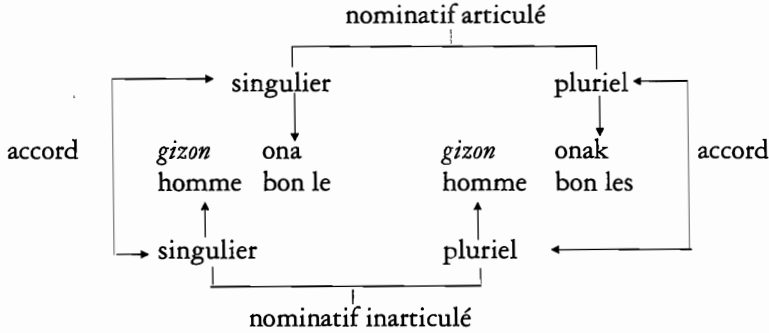 nominatif articulé
singulier pluriel
accord gizon ona gizon onak accord
homme bon le homme bon les
singulier pluriel
nominatif inarticulé